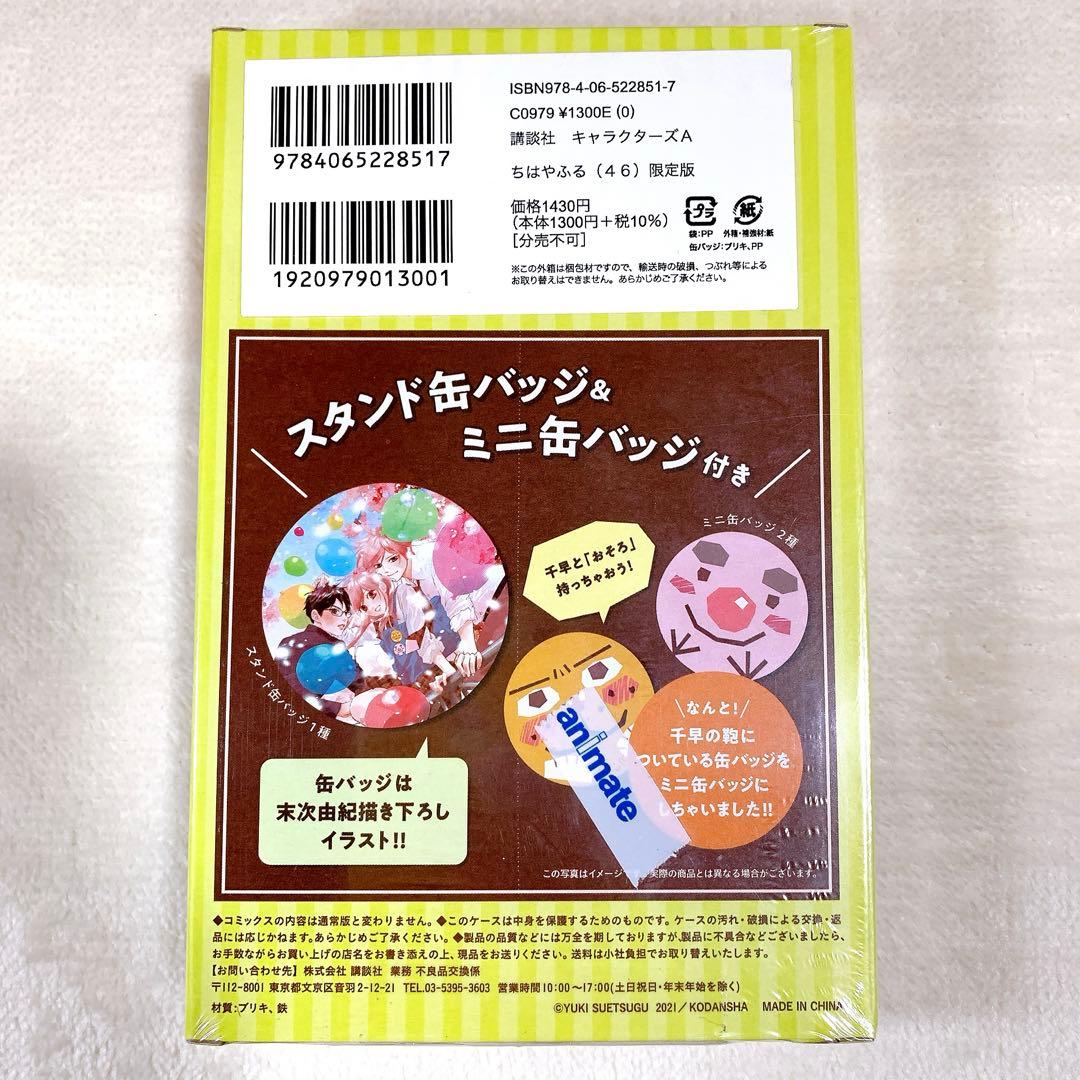 ISBN978-4-06-522851-7
C0979 ¥1300E (0)
講談社　キャラクターズA
9784065228517
ちはやふる（４６）限定版
価格1430円
（本体1300円＋税10%）
［分売不可］
プラ
紙
袋：PP 外箱・補強材：紙
缶バッジ：ブリキ、PP
1920979013001
※この外箱は梱包材ですので、輸送時の破損、つぶれ等による
お取り替えはできません。あらかじめご了承ください。
スタンド缶バッジ&
ミニ缶バッジ付き
ミニ缶バッジ2種
千早と「おそろ」
持っちゃおう！
スタンド缶バッジ1種
animate
\なんと！/
千早の鞄に
ついている缶バッジを
ミニ缶バッジに
しちゃいました!!
缶バッジは
末次由紀描き下ろし
イラスト!!
この写真はイメージです。実際の商品とは異なる場合がございます。
◆コミックスの内容は通常版と変わりません。◆このケースは中身を保護するためのものです。ケースの汚れ・破損による交換・返
品には応じかねます。あらかじめご了承ください。◆製品の品質などには万全を期しておりますが、製品に不具合などございましたら、
お手数ながらお買い上げの店名をお書き添えの上、現品をお送りください。送料は小社負担でお取り替えいたします。
【お問い合わせ先】 株式会社 講談社 業務 不良品交換係
〒112-8001 東京都文京区音羽2-12-21 TEL.03-5395-3603 営業時間10:00〜17:00(土日祝日・年末年始を除く)
材質：ブリキ、鉄
©YUKI SUETSUGU 2021／KODANSHA MADE IN CHINA